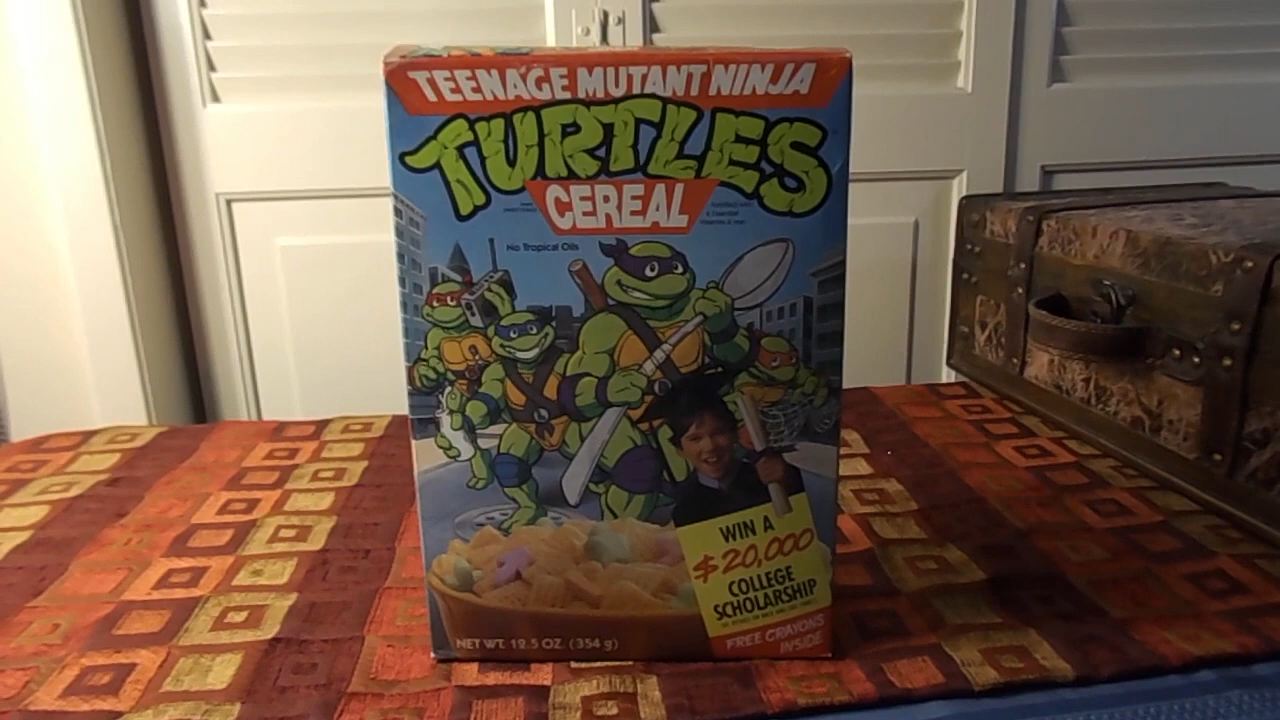 TEENAGE MUTANT NINJA
TURTLES
CEREAL
No Tropical Oils
WIN A
$20,000
COLLEGE
SCHOLARSHIP
FREE CRAYONS
INSIDE
NET WT. 12.5 OZ. (354 g)